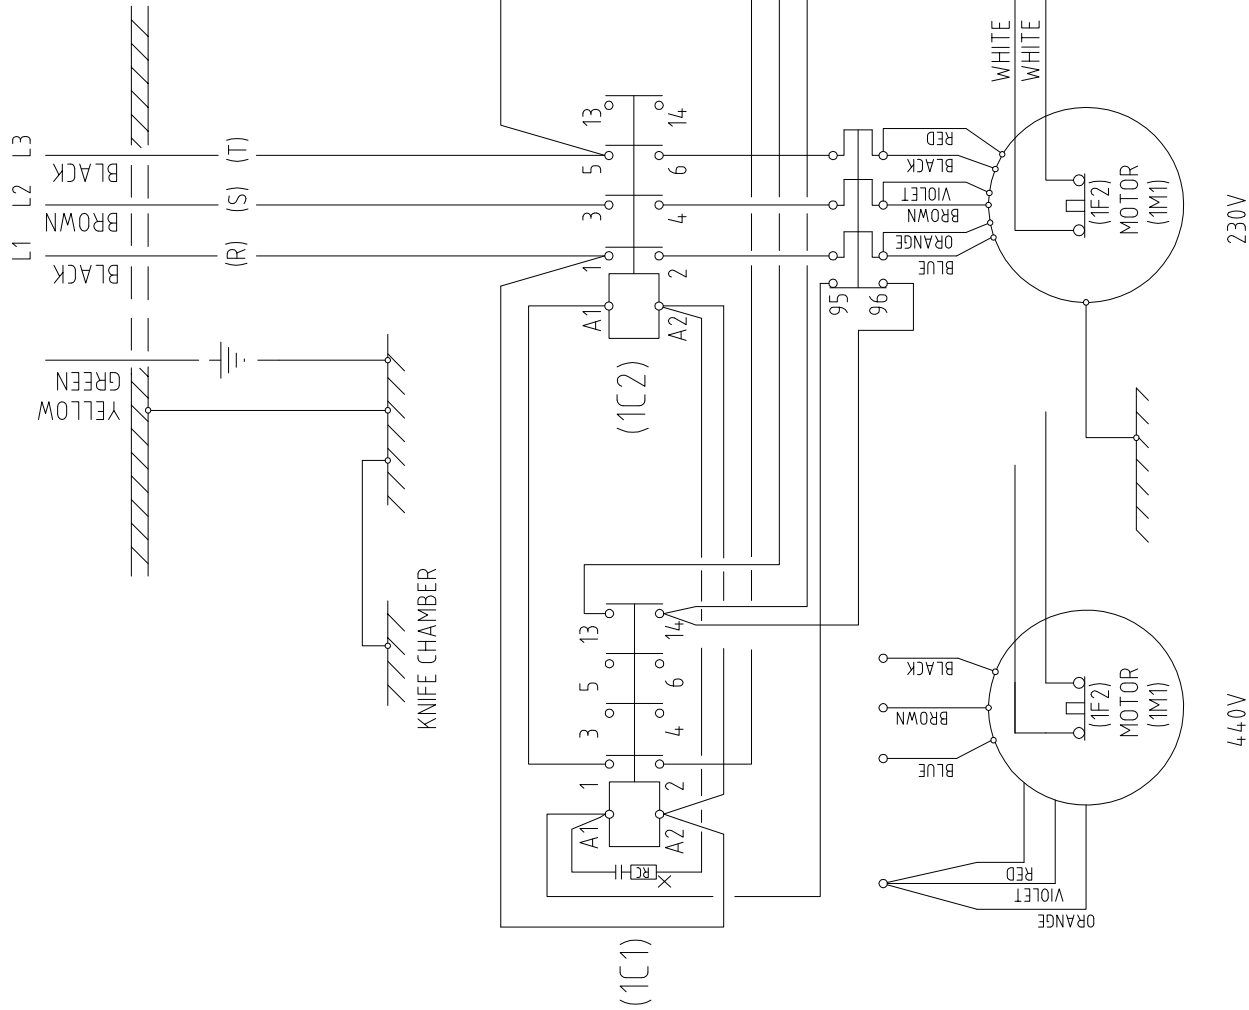 L3
BLACK
(T)
L2
BROWN
(S)
L1
BLACK
(R)
GREEN
YELLOW
KNIFE CHAMBER
13
14
5
6
3
4
1
2
A1
A2
(1C2)
95
96
RED
BLACK
VIOLET
BROWN
ORANGE
BLUE
WHITE
WHITE
(1F2)
MOTOR
(1M1)
230V
13
14
5
6
3
4
1
2
A1
A2
RC
(1C1)
BLACK
BROWN
BLUE
RED
VIOLET
ORANGE
(1F2)
MOTOR
(1M1)
440V